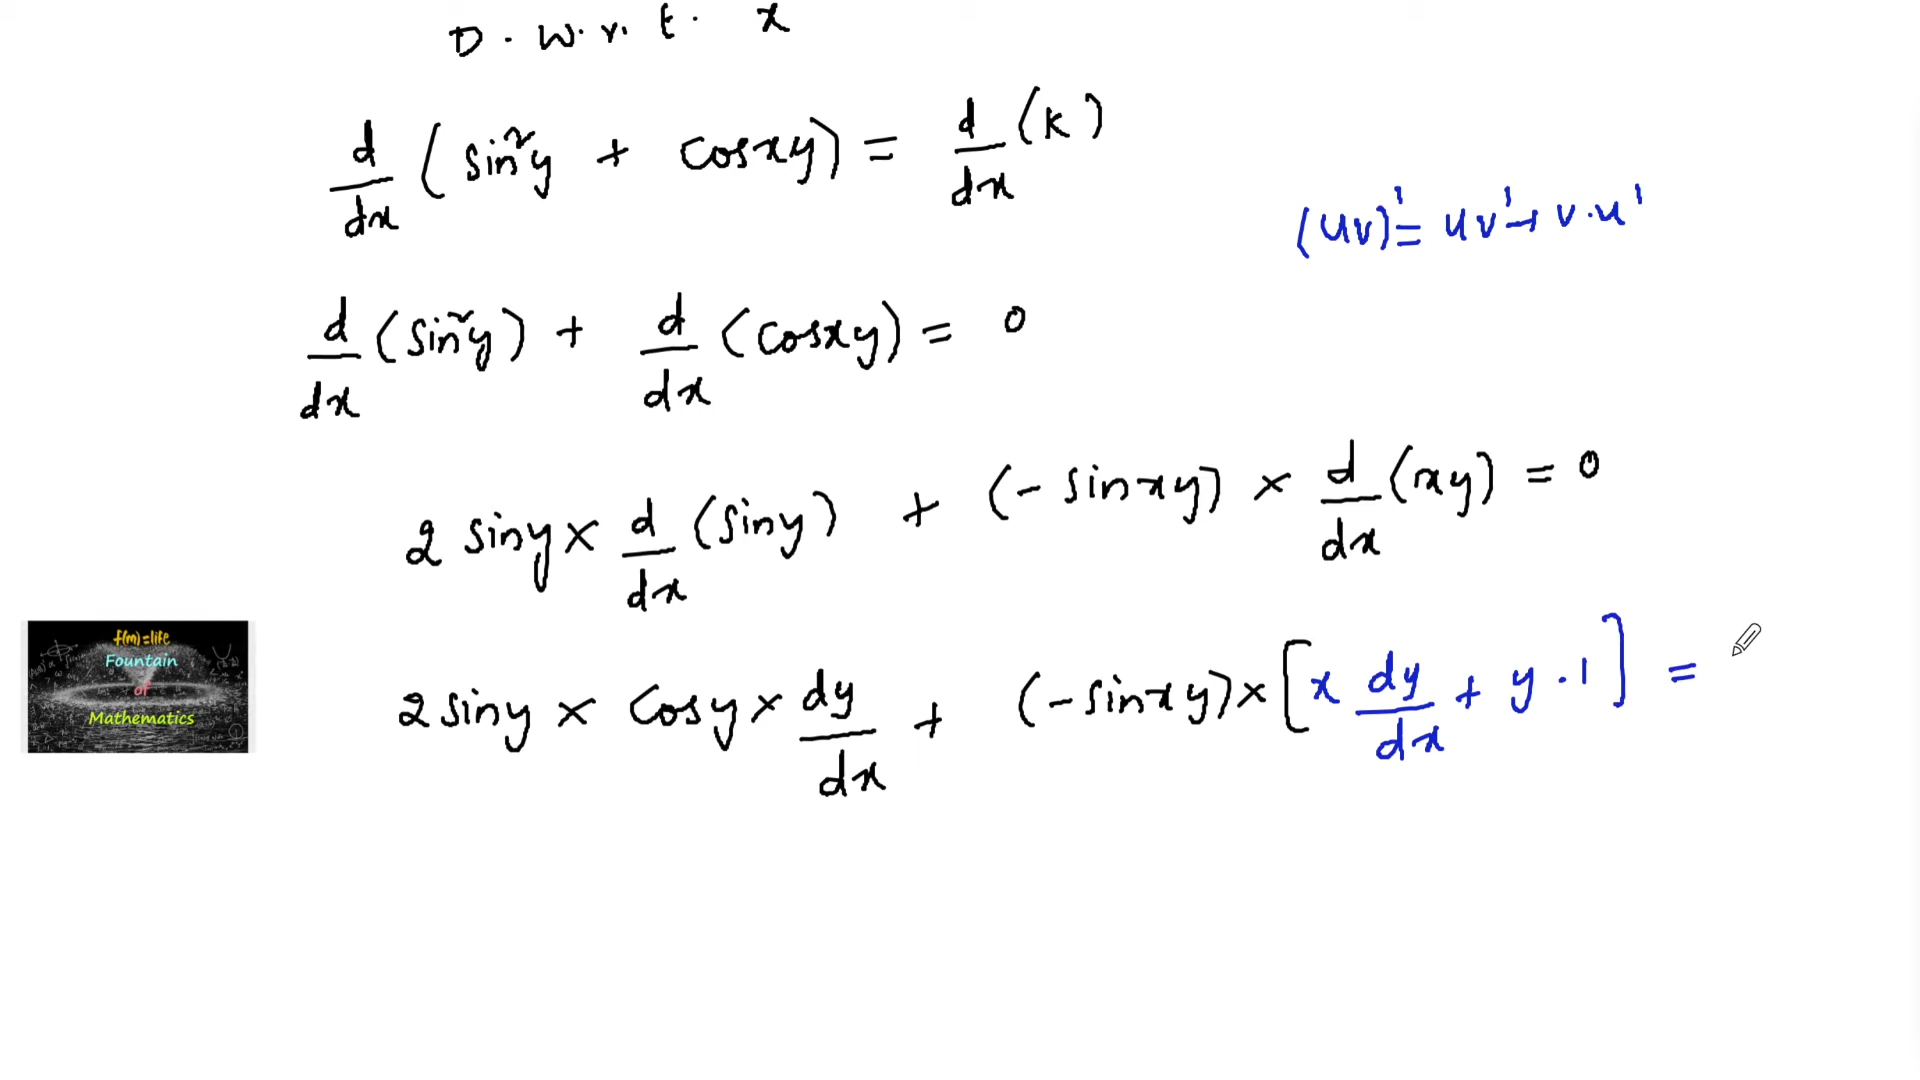 D. w. r. t. x
d/dx (sin²y + cosxy) = d/dx (k)
(uv)' = uv' + v.u'
d/dx (sin²y) + d/dx (cosxy) = 0
2 siny × d/dx (siny) + (- sinxy) × d/dx (xy) = 0
2 siny × cosy × dy/dx + (- sinxy) × [x dy/dx + y . 1] =
f(m)=life
Fountain
of
Mathematics